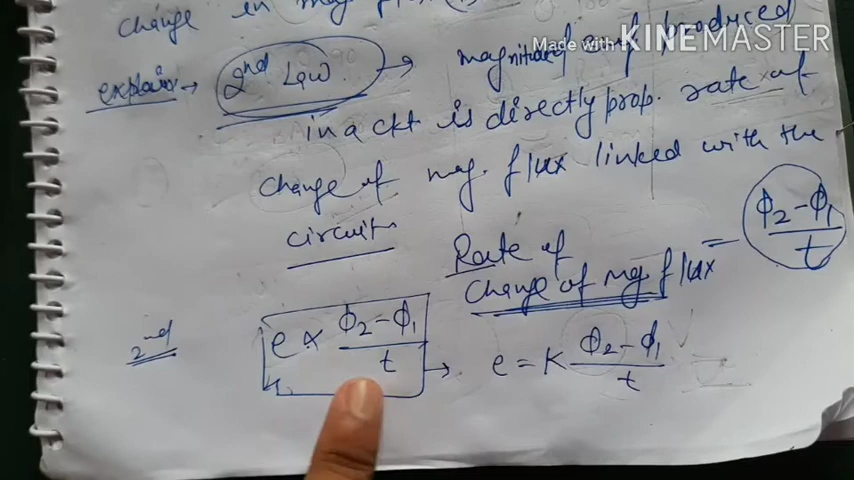 change in mag
Made with KINEMASTER
explain → 2nd Law → magnitude of emf produced
in a ckt is directly prop. rate of
change of mag. flux linked with the
circuit
Rate of
change of mag flux = ϕ2-ϕ1/t
2nd e ∝ ϕ2-ϕ1/t → e = K ϕ2-ϕ1/t